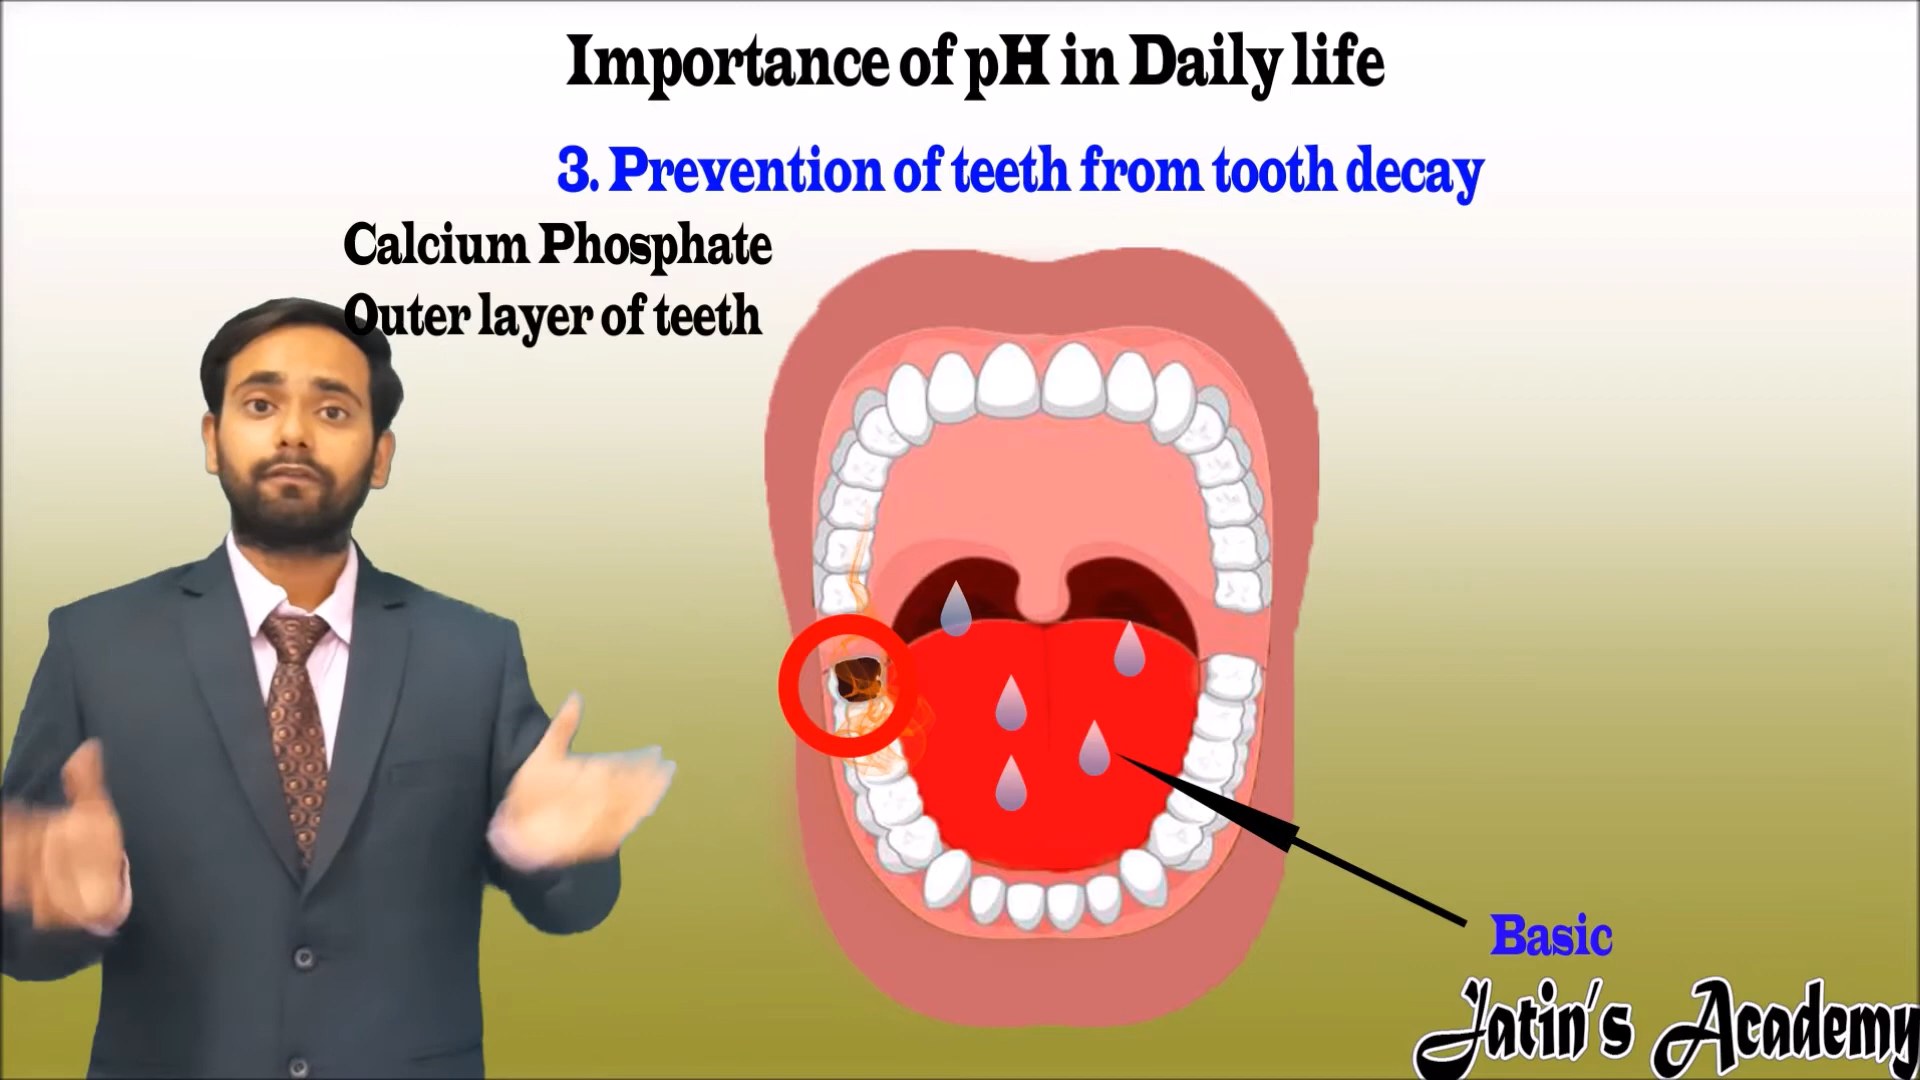 Importance of pH in Daily life
3. Prevention of teeth from tooth decay
Calcium Phosphate
Outer layer of teeth
Basic
Jatin's Academy